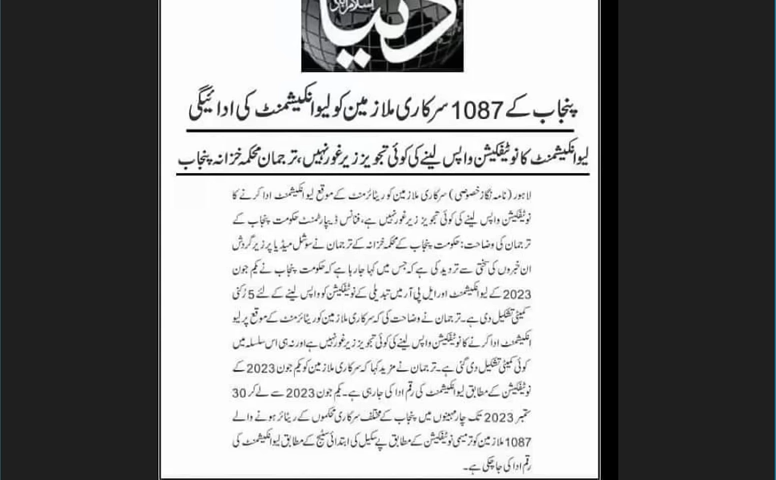 دنیا
اسلام آباد
پنجاب کے 1087 سرکاری ملازمین کو لیو انکیشمنٹ کی ادائیگی
لیو انکیشمنٹ کا نوٹیفکیشن واپس لینے کی کوئی تجویز زیر غور نہیں، ترجمان محکمہ خزانہ پنجاب
لاہور (نامہ نگار خصوصی) سرکاری ملازمین کو ریٹائرمنٹ کے موقع لیو انکیشمنٹ ادا کرنے کا
نوٹیفکیشن واپس لینے کی کوئی تجویز زیر غور نہیں ہے، فنانس ڈیپارٹمنٹ حکومت پنجاب کے
ترجمان کی وضاحت: حکومت پنجاب کے محکمہ خزانہ کے ترجمان نے سوشل میڈیا پر زیر گردش
ان خبروں کی سختی سے تردید کی ہے کہ جس میں کہا جا رہا ہے کہ حکومت پنجاب نے یکم جون
2023 کے لیو انکیشمنٹ اور ایل پی آر میں تبدیلی کے نوٹیفکیشن کو واپس لینے کے لئے 5 رکنی
کمیٹی تشکیل دی ہے۔ ترجمان نے وضاحت کی کہ سرکاری ملازمین کو ریٹائرمنٹ کے موقع پر لیو
انکیشمنٹ ادا کرنے کا نوٹیفکیشن واپس لینے کی کوئی تجویز زیر غور نہیں ہے اور نہ ہی اس سلسلہ میں
کوئی کمیٹی تشکیل دی گئی ہے۔ ترجمان نے مزید کہا کہ سرکاری ملازمین کو یکم جون 2023 کے
نوٹیفکیشن کے مطابق لیو انکیشمنٹ کی رقم ادا کی جا رہی ہے۔ یکم جون 2023 سے لے کر 30
ستمبر 2023 تک چار مہینوں میں پنجاب کے مختلف سرکاری محکموں کے ریٹائر ہونے والے
1087 ملازمین کو ترمیمی نوٹیفکیشن کے مطابق پے سکیل کی ابتدائی سٹیج کے مطابق لیو انکیشمنٹ کی
رقم ادا کی جا چکی ہے۔